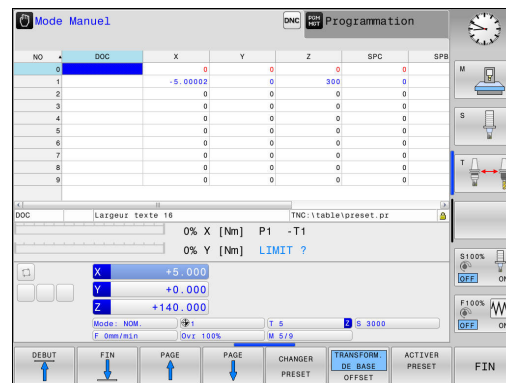 Mode Manuel
DNC
PGM
MDT
Programmation
NO DOC X Y Z SPC SPB
0 0 0 0 0
1 -5.00002 0 300 0
2 0 0 0 0
3 0 0 0 0
4 0 0 0 0
5 0 0 0 0
6 0 0 0 0
7 0 0 0 0
8 0 0 0 0
9 0 0 0 0
DOC Largeur texte 16 TNC:\table\preset.pr
0% X [Nm] P1 -T1
0% Y [Nm] LIMIT ?
X +5.000
Y +0.000
Z +140.000
Mode: NOM. 1 T 5 Z S 3000
F 0mm/min Ovr 100% M 5/9
M
S
T
S100%
OFF ON
F100%
OFF ON
DEBUT
FIN
PAGE
PAGE
CHANGER
PRESET
TRANSFORM.
DE BASE
OFFSET
ACTIVER
PRESET
FIN